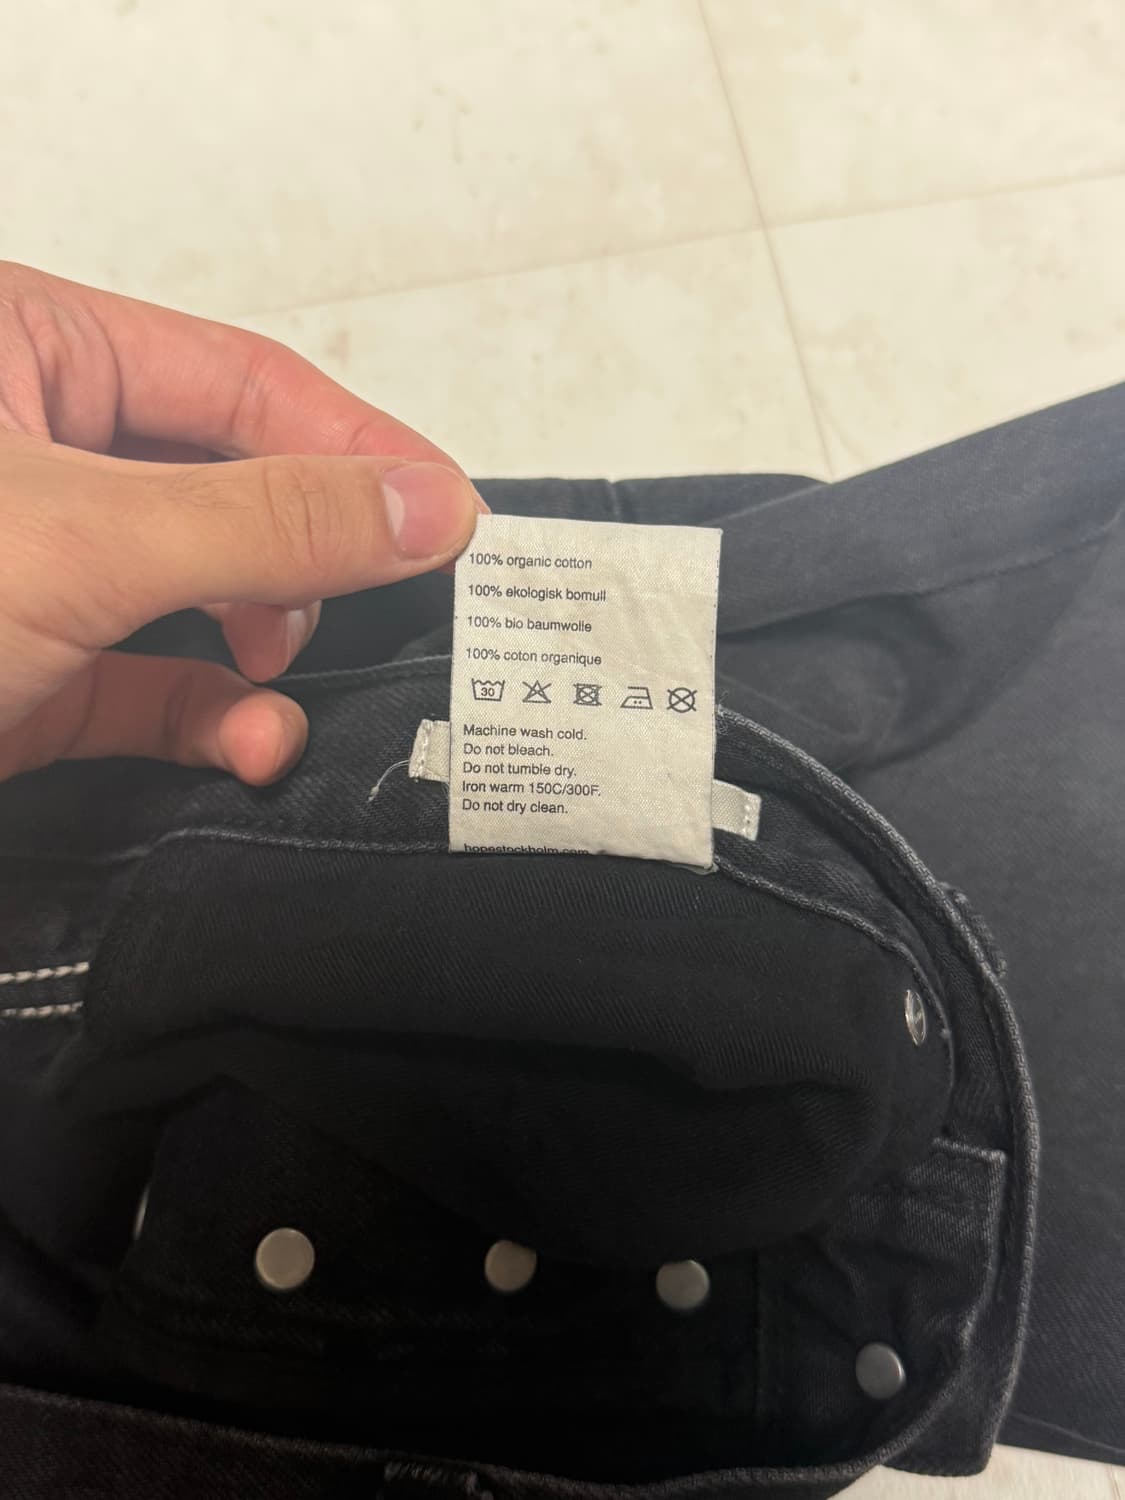 100% organic cotton
100% ekologisk bomull
100% bio baumwolle
100% coton organique
30
Machine wash cold.
Do not bleach.
Do not tumble dry.
Iron warm 150C/300F.
Do not dry clean.
hopestockholm.com